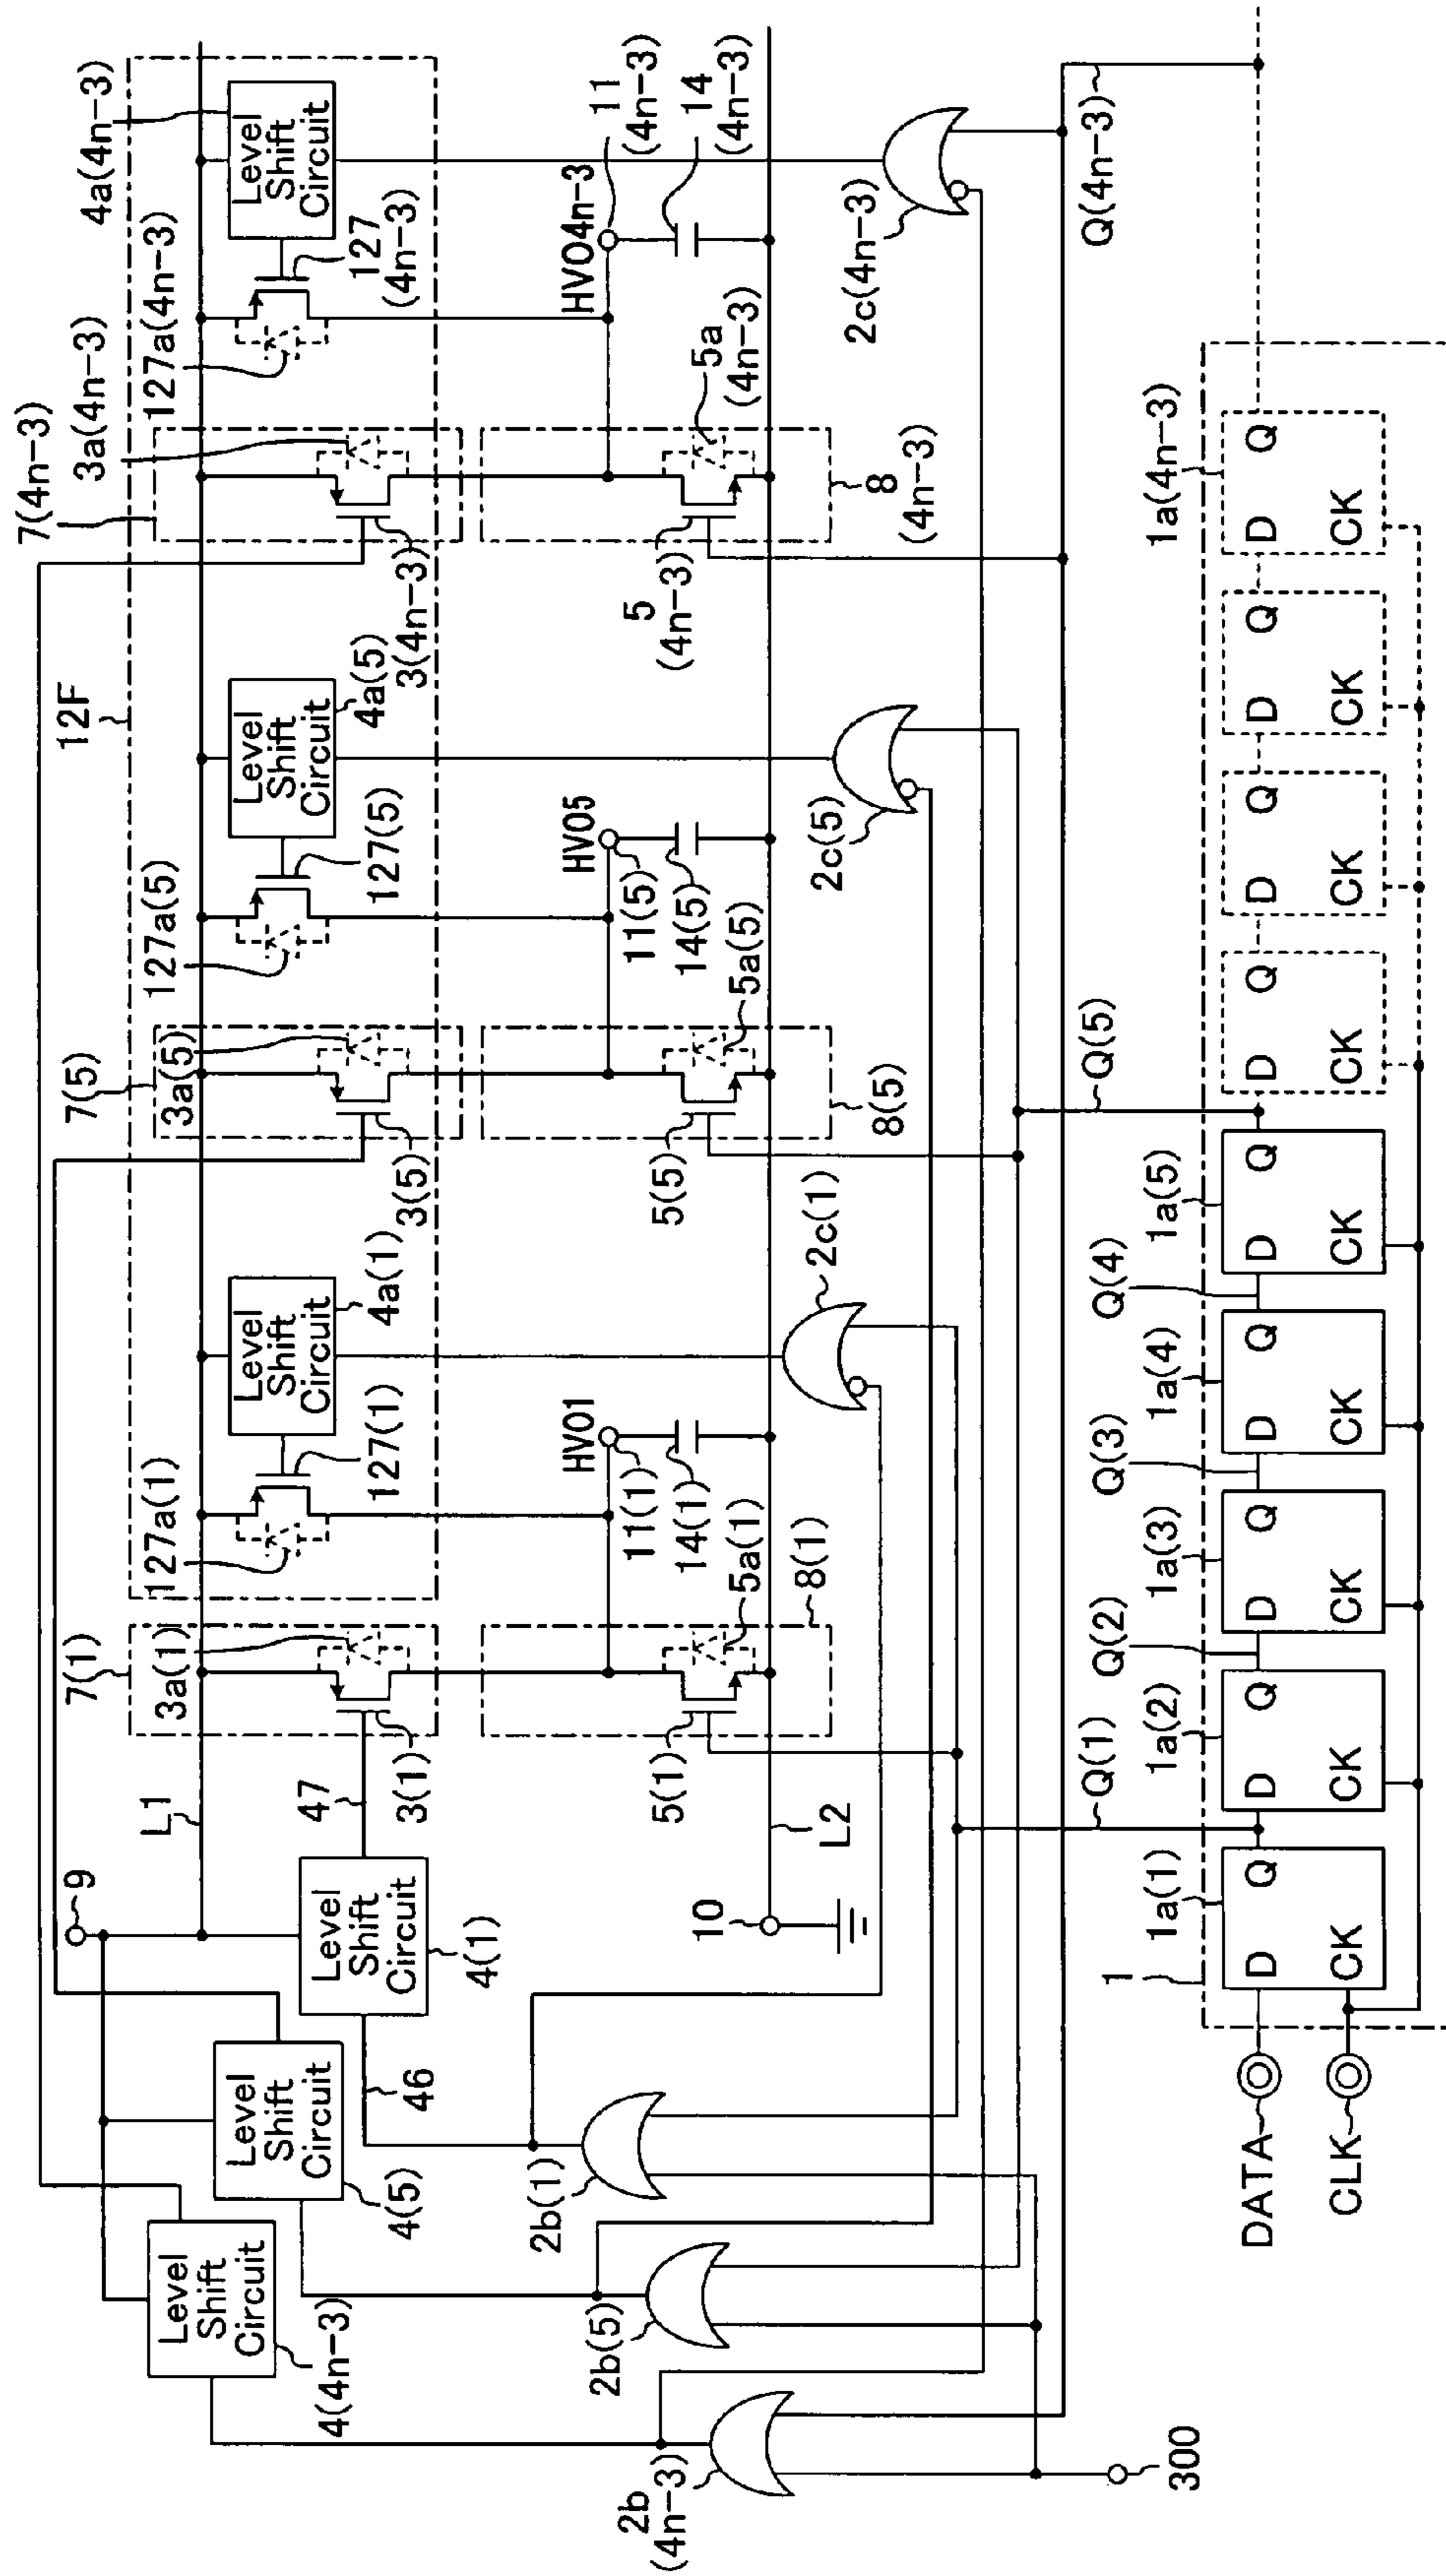 7(4n-3)
12F
3a(4n-3)
4a(4n-3)
Level
Shift
Circuit
127a(4n-3)
127
(4n-3)
3(4n-3)
HVO4n-3
11
(4n-3)
14
(4n-3)
5a
(4n-3)
5
(4n-3)
8
(4n-3)
2c(4n-3)
Q(4n-3)
7(5)
3a(5)
3(5)
127a(5)
127(5)
Level
Shift
Circuit
4a(5)
HVO5
11(5)
14(5)
5a(5)
5(5)
8(5)
2c(5)
Q(5)
7(1)
3a(1)
3(1)
127a(1)
127(1)
Level
Shift
Circuit
4a(1)
HVO1
11(1)
14(1)
5a(1)
5(1)
8(1)
2c(1)
Q(1)
9
L1
47
L2
10
Level
Shift
Circuit
4(1)
46
Level
Shift
Circuit
4(5)
Level
Shift
Circuit
4(4n-3)
2b(1)
2b(5)
2b
(4n-3)
300
DATA
CLK
1
1a(1)
D Q
CK
1a(2)
D Q
CK
Q(2)
1a(3)
D Q
CK
Q(3)
1a(4)
D Q
CK
Q(4)
1a(5)
D Q
CK
D Q
CK
D Q
CK
D Q
CK
1a(4n-3)
D Q
CK